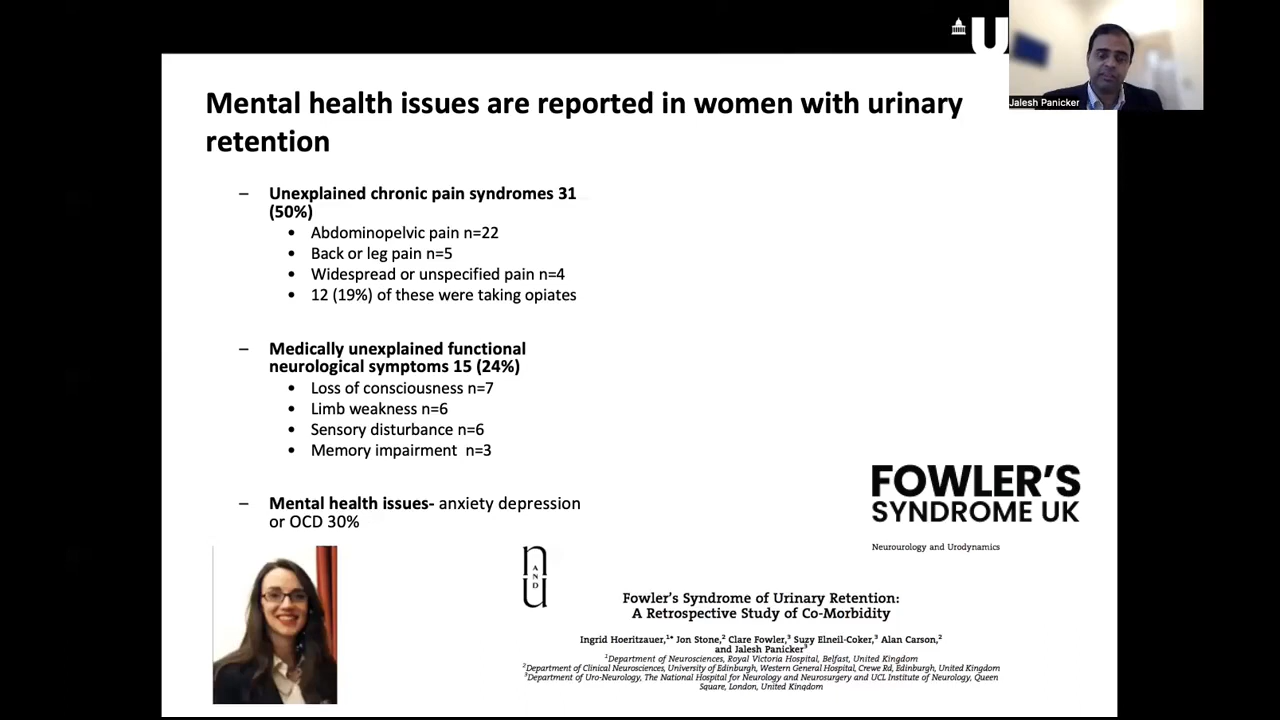 U
Jalesh Panicker
Mental health issues are reported in women with urinary
retention
– Unexplained chronic pain syndromes 31
(50%)
• Abdominopelvic pain n=22
• Back or leg pain n=5
• Widespread or unspecified pain n=4
• 12 (19%) of these were taking opiates
– Medically unexplained functional
neurological symptoms 15 (24%)
• Loss of consciousness n=7
• Limb weakness n=6
• Sensory disturbance n=6
• Memory impairment n=3
– Mental health issues- anxiety depression
or OCD 30%
FOWLER'S
SYNDROME UK
Neurourology and Urodynamics
n
AND
u
Fowler's Syndrome of Urinary Retention:
A Retrospective Study of Co-Morbidity
Ingrid Hoeritzauer,1* Jon Stone,2 Clare Fowler,3 Suzy Elneil-Coker,3 Alan Carson,2
and Jalesh Panicker3
1Department of Neurosciences, Royal Victoria Hospital, Belfast, United Kingdom
2Department of Clinical Neurosciences, University of Edinburgh, Western General Hospital, Crewe Rd, Edinburgh, United Kingdom
3Department of Uro-Neurology, The National Hospital for Neurology and Neurosurgery and UCL Institute of Neurology, Queen
Square, London, United Kingdom